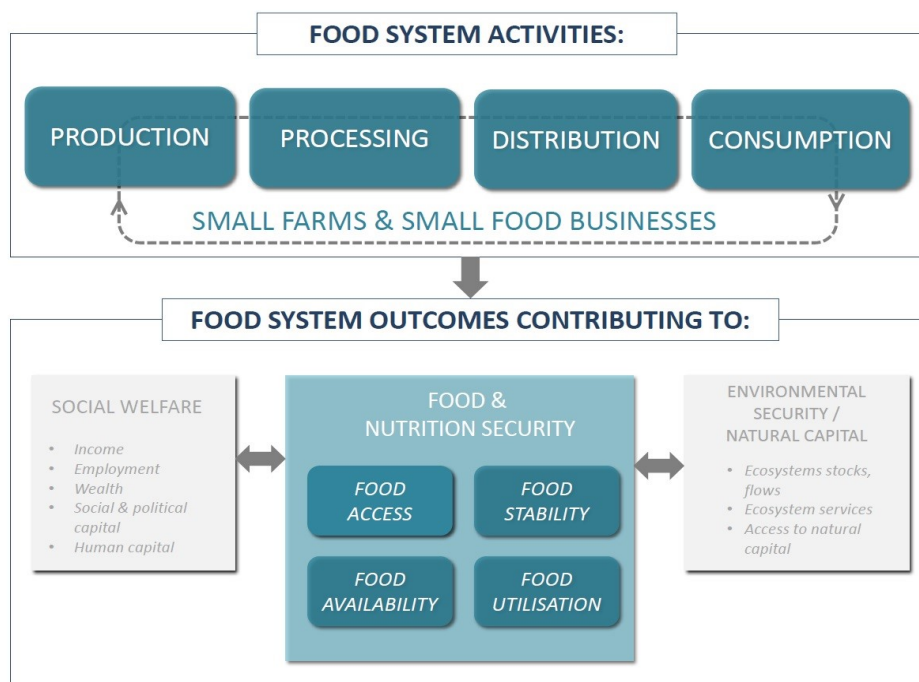 FOOD SYSTEM ACTIVITIES:
PRODUCTION
PROCESSING
DISTRIBUTION
CONSUMPTION
SMALL FARMS & SMALL FOOD BUSINESSES
FOOD SYSTEM OUTCOMES CONTRIBUTING TO:
SOCIAL WELFARE
• Income
• Employment
• Wealth
• Social & political
capital
• Human capital
FOOD &
NUTRITION SECURITY
FOOD
ACCESS
FOOD
STABILITY
FOOD
AVAILABILITY
FOOD
UTILISATION
ENVIRONMENTAL
SECURITY /
NATURAL CAPITAL
• Ecosystems stocks,
flows
• Ecosystem services
• Access to natural
capital